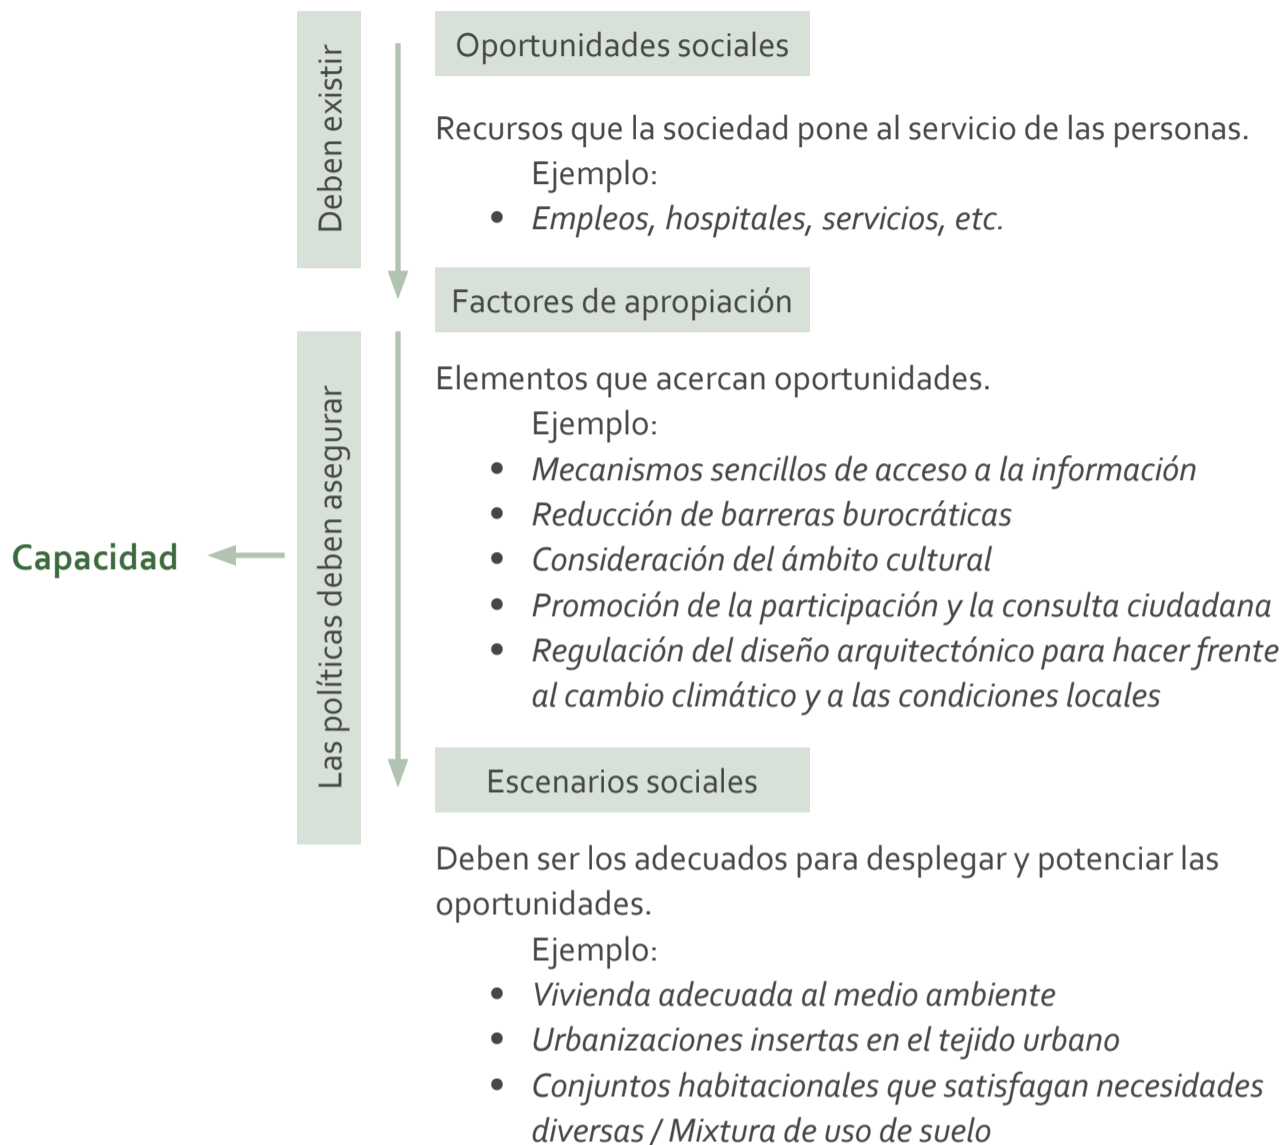 Deben existir
Oportunidades sociales
Recursos que la sociedad pone al servicio de las personas.
Ejemplo:
• Empleos, hospitales, servicios, etc.
Factores de apropiación
Las políticas deben asegurar
Elementos que acercan oportunidades.
Ejemplo:
• Mecanismos sencillos de acceso a la información
• Reducción de barreras burocráticas
Capacidad
• Consideración del ámbito cultural
• Promoción de la participación y la consulta ciudadana
• Regulación del diseño arquitectónico para hacer frente
al cambio climático y a las condiciones locales
Escenarios sociales
Deben ser los adecuados para desplegar y potenciar las
oportunidades.
Ejemplo:
• Vivienda adecuada al medio ambiente
• Urbanizaciones insertas en el tejido urbano
• Conjuntos habitacionales que satisfagan necesidades
diversas / Mixtura de uso de suelo